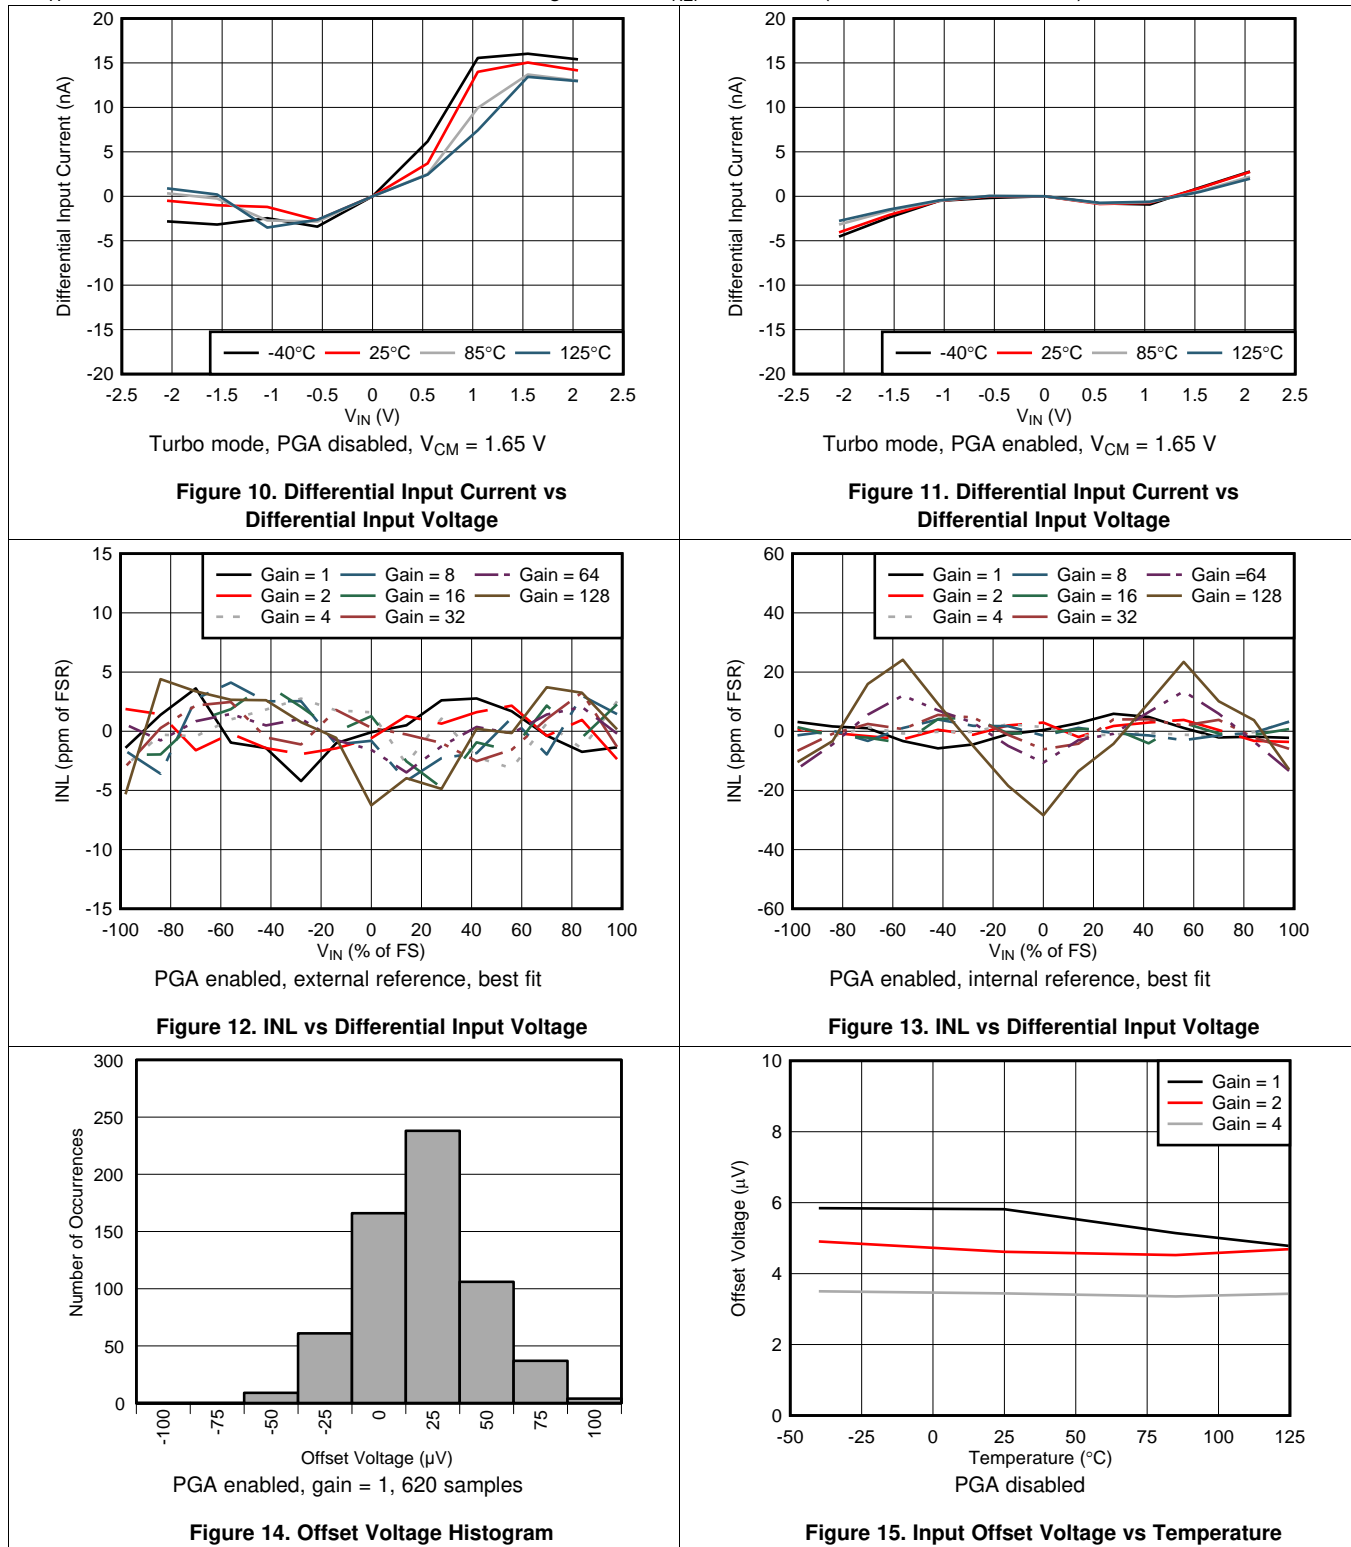 20
15
10
5
0
-5
-10
-15
-20
Differential Input Current (nA)
-40°C 25°C 85°C 125°C
-2.5 -2 -1.5 -1 -0.5 0 0.5 1 1.5 2 2.5
VIN (V)
Turbo mode, PGA disabled, VCM = 1.65 V
Figure 10. Differential Input Current vs
Differential Input Voltage
20
15
10
5
0
-5
-10
-15
-20
Differential Input Current (nA)
-40°C 25°C 85°C 125°C
-2.5 -2 -1.5 -1 -0.5 0 0.5 1 1.5 2 2.5
VIN (V)
Turbo mode, PGA enabled, VCM = 1.65 V
Figure 11. Differential Input Current vs
Differential Input Voltage
15
10
5
0
-5
-10
-15
INL (ppm of FSR)
Gain = 1 Gain = 8 Gain = 64
Gain = 2 Gain = 16 Gain = 128
Gain = 4 Gain = 32
-100 -80 -60 -40 -20 0 20 40 60 80 100
VIN (% of FS)
PGA enabled, external reference, best fit
Figure 12. INL vs Differential Input Voltage
60
40
20
0
-20
-40
-60
INL (ppm of FSR)
Gain = 1 Gain = 8 Gain =64
Gain = 2 Gain = 16 Gain = 128
Gain = 4 Gain = 32
-100 -80 -60 -40 -20 0 20 40 60 80 100
VIN (% of FS)
PGA enabled, internal reference, best fit
Figure 13. INL vs Differential Input Voltage
300
250
200
150
100
50
0
Number of Occurrences
-100 -75 -50 -25 0 25 50 75 100
Offset Voltage (µV)
PGA enabled, gain = 1, 620 samples
Figure 14. Offset Voltage Histogram
10
8
6
4
2
0
Offset Voltage (µV)
Gain = 1
Gain = 2
Gain = 4
-50 -25 0 25 50 75 100 125
Temperature (°C)
PGA disabled
Figure 15. Input Offset Voltage vs Temperature